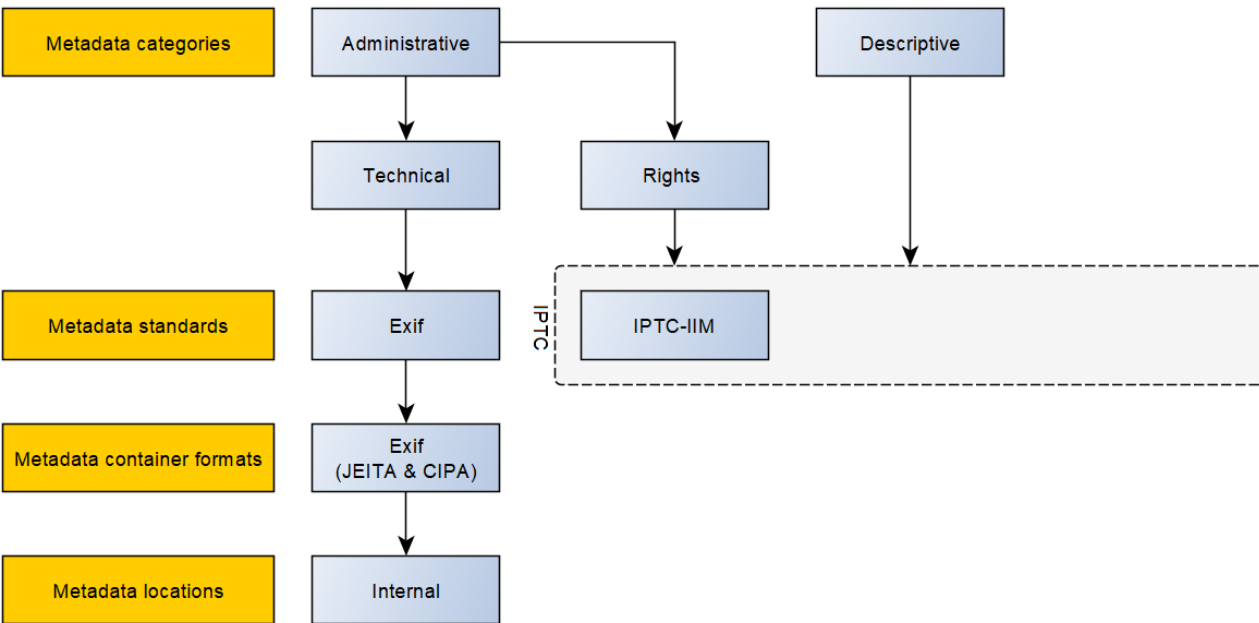 Metadata categories
Administrative
Descriptive
Technical
Rights
Metadata standards
Exif
IPTC
IPTC-IIM
Metadata container formats
Exif
(JEITA & CIPA)
Metadata locations
Internal